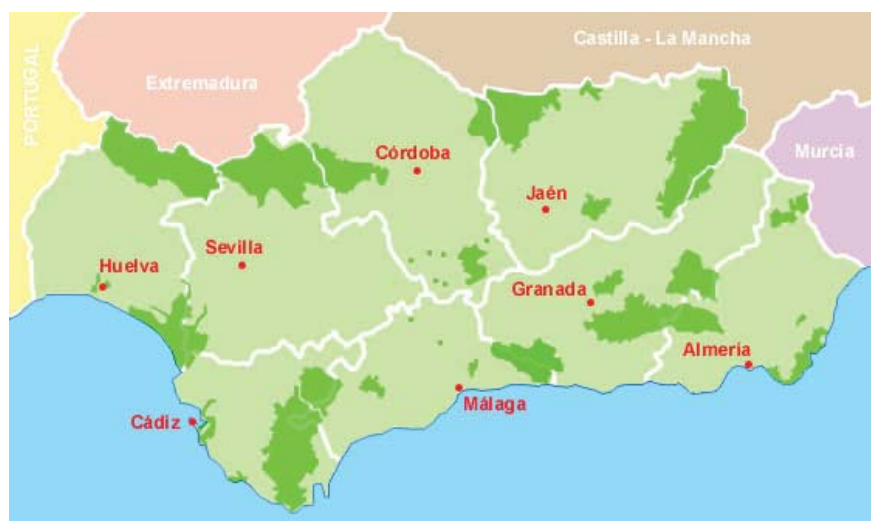 Castilla - La Mancha
PORTUGAL
Extremadura
Murcia
Córdoba
Jaén
Sevilla
Huelva
Granada
Almería
Málaga
Cádiz